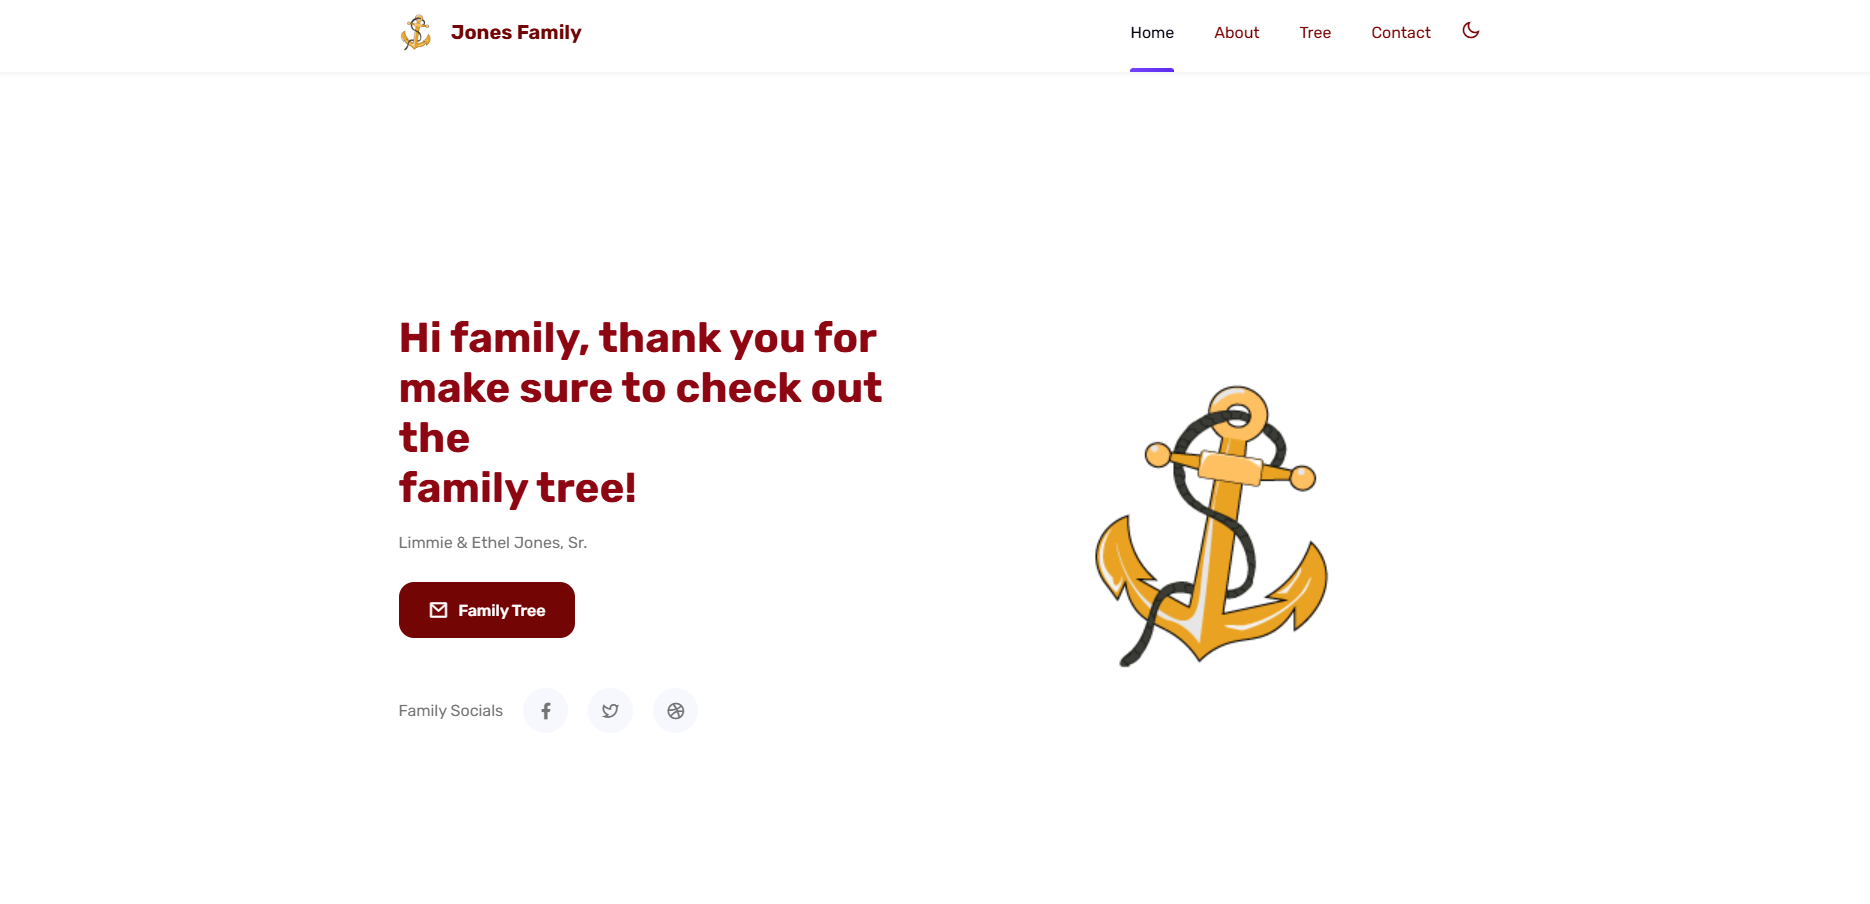 Jones Family
Home
About
Tree
Contact
Hi family, thank you for
make sure to check out
the
family tree!
Limmie & Ethel Jones, Sr.
Family Tree
Family Socials